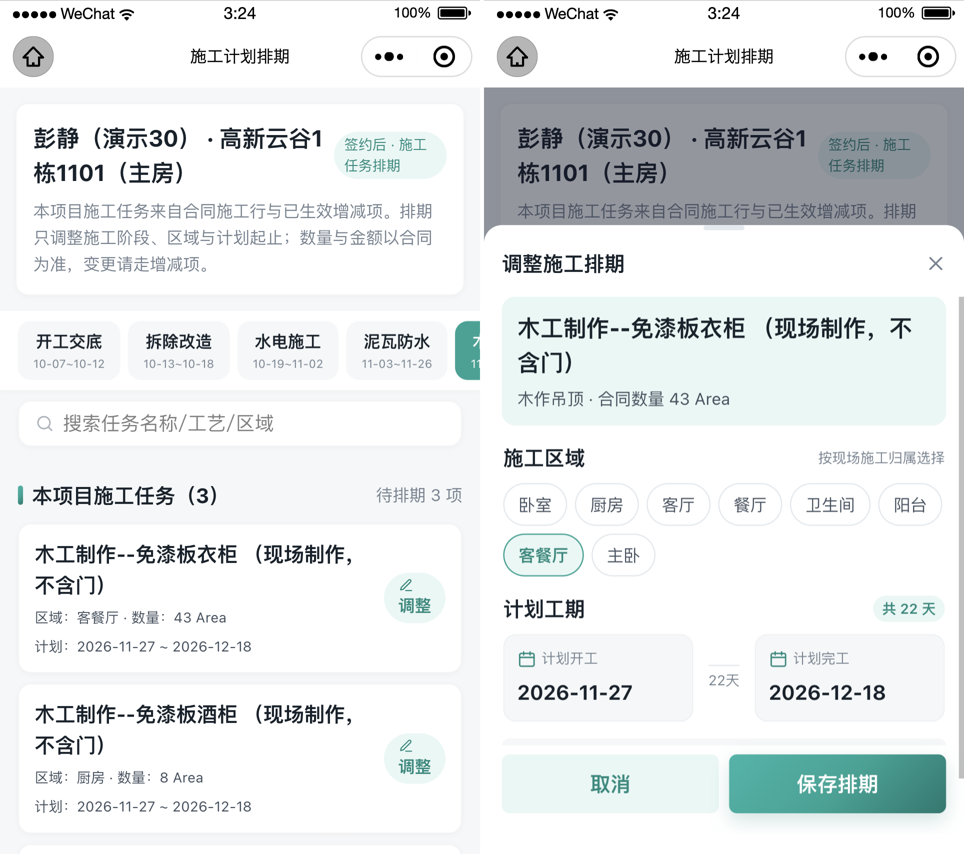 WeChat 3:24 100%
施工计划排期
彭静（演示30） · 高新云谷1
栋1101（主房）
签约后 · 施工
任务排期
本项目施工任务来自合同施工行与已生效增减项。排期
只调整施工阶段、区域与计划起止；数量与金额以合同
为准，变更请走增减项。
开工交底 拆除改造 水电施工 泥瓦防水
10-07~10-12 10-13~10-18 10-19~11-02 11-03~11-26
搜索任务名称/工艺/区域
本项目施工任务（3） 待排期 3 项
木工制作--免漆板衣柜 （现场制作，
不含门）
区域：客餐厅 · 数量：43 Area
计划：2026-11-27 ~ 2026-12-18
调整
木工制作--免漆板酒柜 （现场制作，
不含门）
区域：厨房 · 数量：8 Area
计划：2026-11-27 ~ 2026-12-18
调整
WeChat 3:24 100%
施工计划排期
彭静（演示30） · 高新云谷1
栋1101（主房）
签约后 · 施工
任务排期
本项目施工任务来自合同施工行与已生效增减项。排期
调整施工排期
木工制作--免漆板衣柜 （现场制作，不
含门）
木作吊顶 · 合同数量 43 Area
施工区域 按现场施工归属选择
卧室 厨房 客厅 餐厅 卫生间 阳台
客餐厅 主卧
计划工期 共 22 天
计划开工 计划完工
2026-11-27 22天 2026-12-18
取消 保存排期